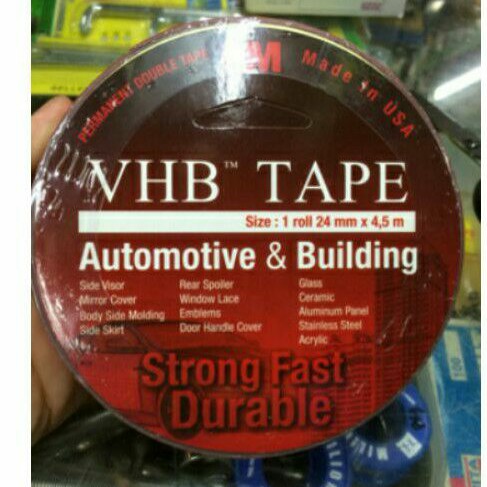 PERMANENT DOUBLE TAPE 3M Made in USA
VHB™ TAPE
Size : 1 roll 24 mm x 4,5 m
Automotive & Building
Side Visor
Mirror Cover
Body Side Molding
Side Skirt
Rear Spoiler
Window Lace
Emblems
Door Handle Cover
Glass
Ceramic
Aluminum Panel
Stainless Steel
Acrylic
Strong Fast
Durable
100